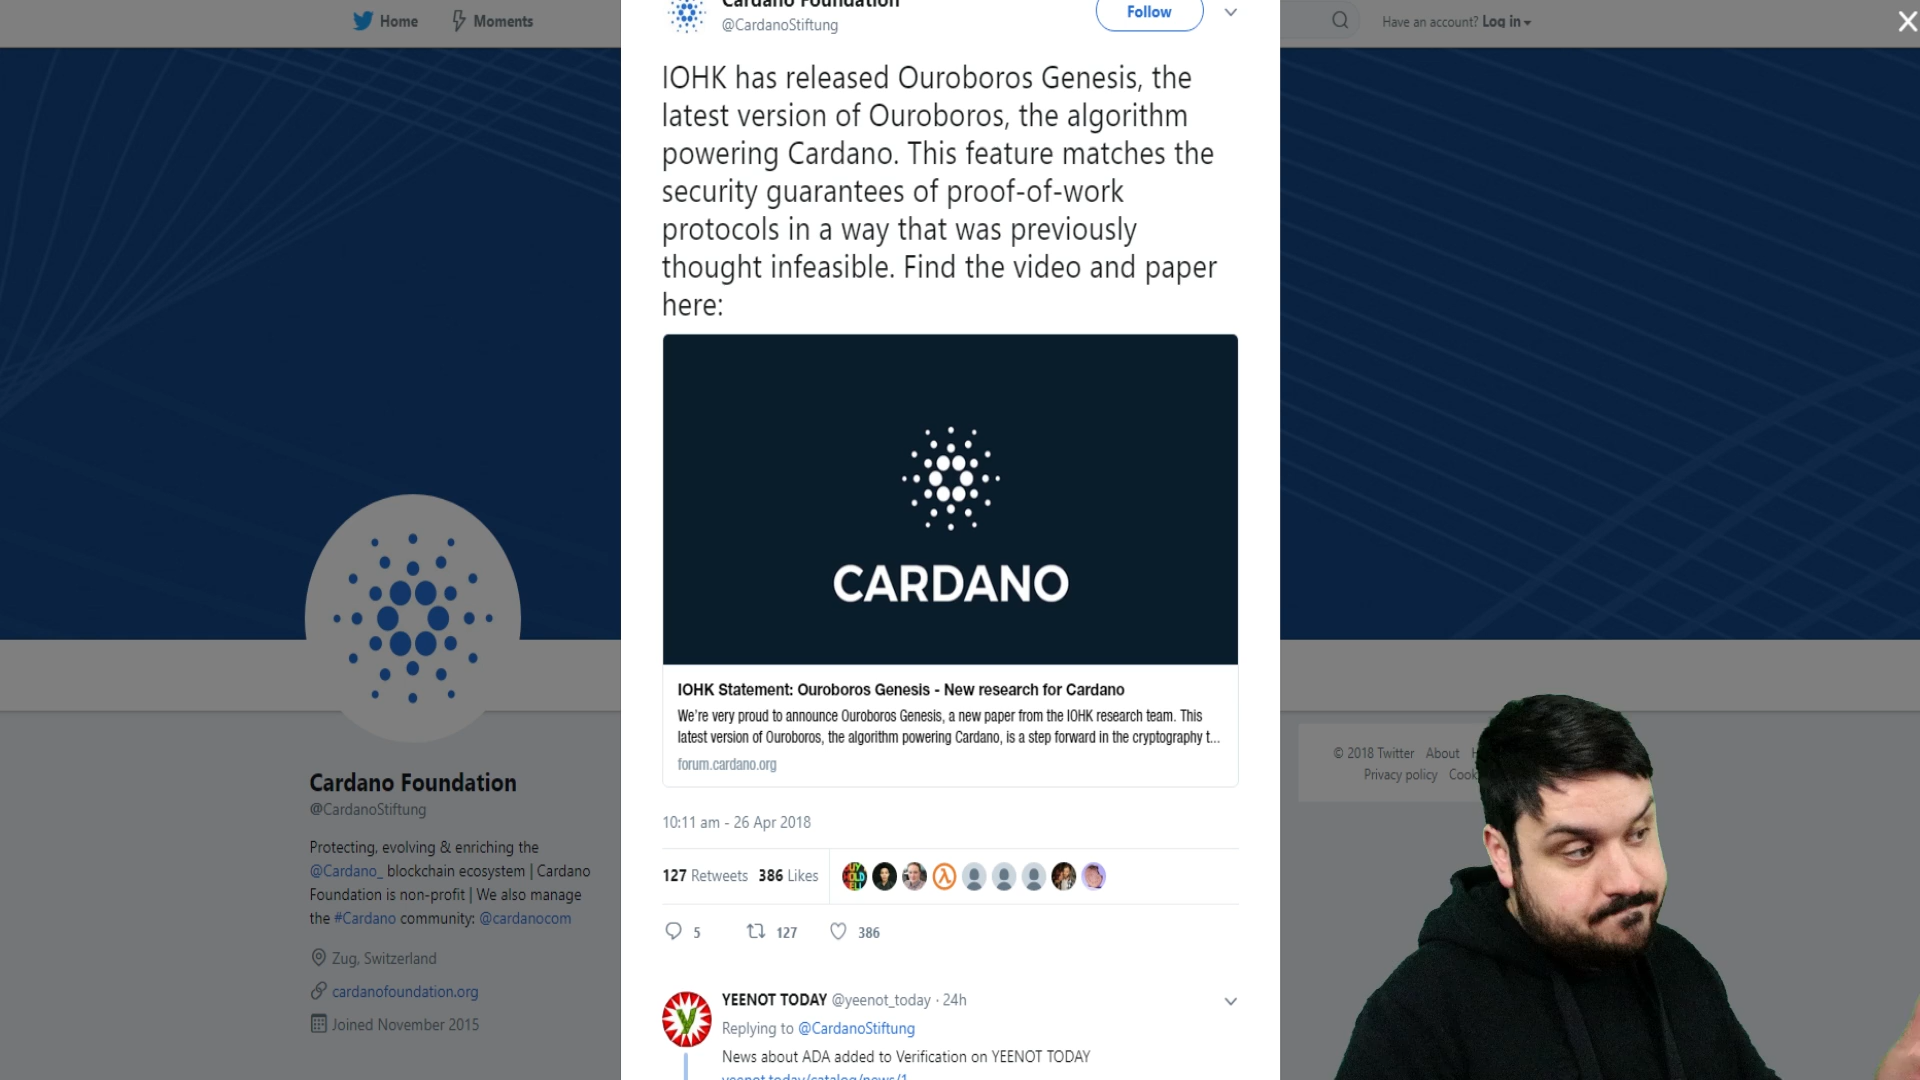 Home
Moments
Have an account? Log in
Cardano Foundation
@CardanoStiftung
Follow
IOHK has released Ouroboros Genesis, the
latest version of Ouroboros, the algorithm
powering Cardano. This feature matches the
security guarantees of proof-of-work
protocols in a way that was previously
thought infeasible. Find the video and paper
here:
CARDANO
IOHK Statement: Ouroboros Genesis - New research for Cardano
We're very proud to announce Ouroboros Genesis, a new paper from the IOHK research team. This
latest version of Ouroboros, the algorithm powering Cardano, is a step forward in the cryptography t...
forum.cardano.org
10:11 am - 26 Apr 2018
127 Retweets 386 Likes
5 127 386
YEENOT TODAY @yeenot_today · 24h
Replying to @CardanoStiftung
News about ADA added to Verification on YEENOT TODAY
yeenot.today/catalog/news/1
Cardano Foundation
@CardanoStiftung
Protecting, evolving & enriching the
@Cardano_ blockchain ecosystem | Cardano
Foundation is non-profit | We also manage
the #Cardano community: @cardanocom
Zug, Switzerland
cardanofoundation.org
Joined November 2015
© 2018 Twitter About
Privacy policy